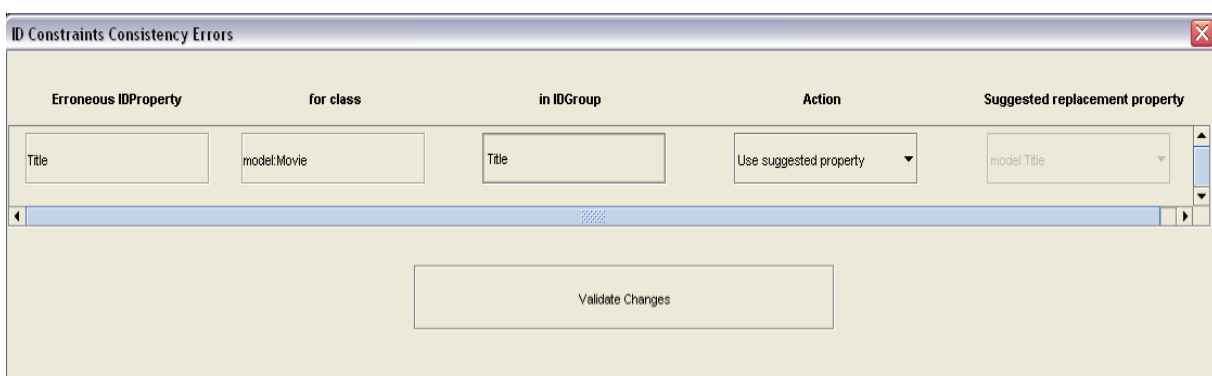 ID Constraints Consistency Errors
Erroneous IDProperty for class in IDGroup Action Suggested replacement property
Title model:Movie Title Use suggested property model:Title
Validate Changes